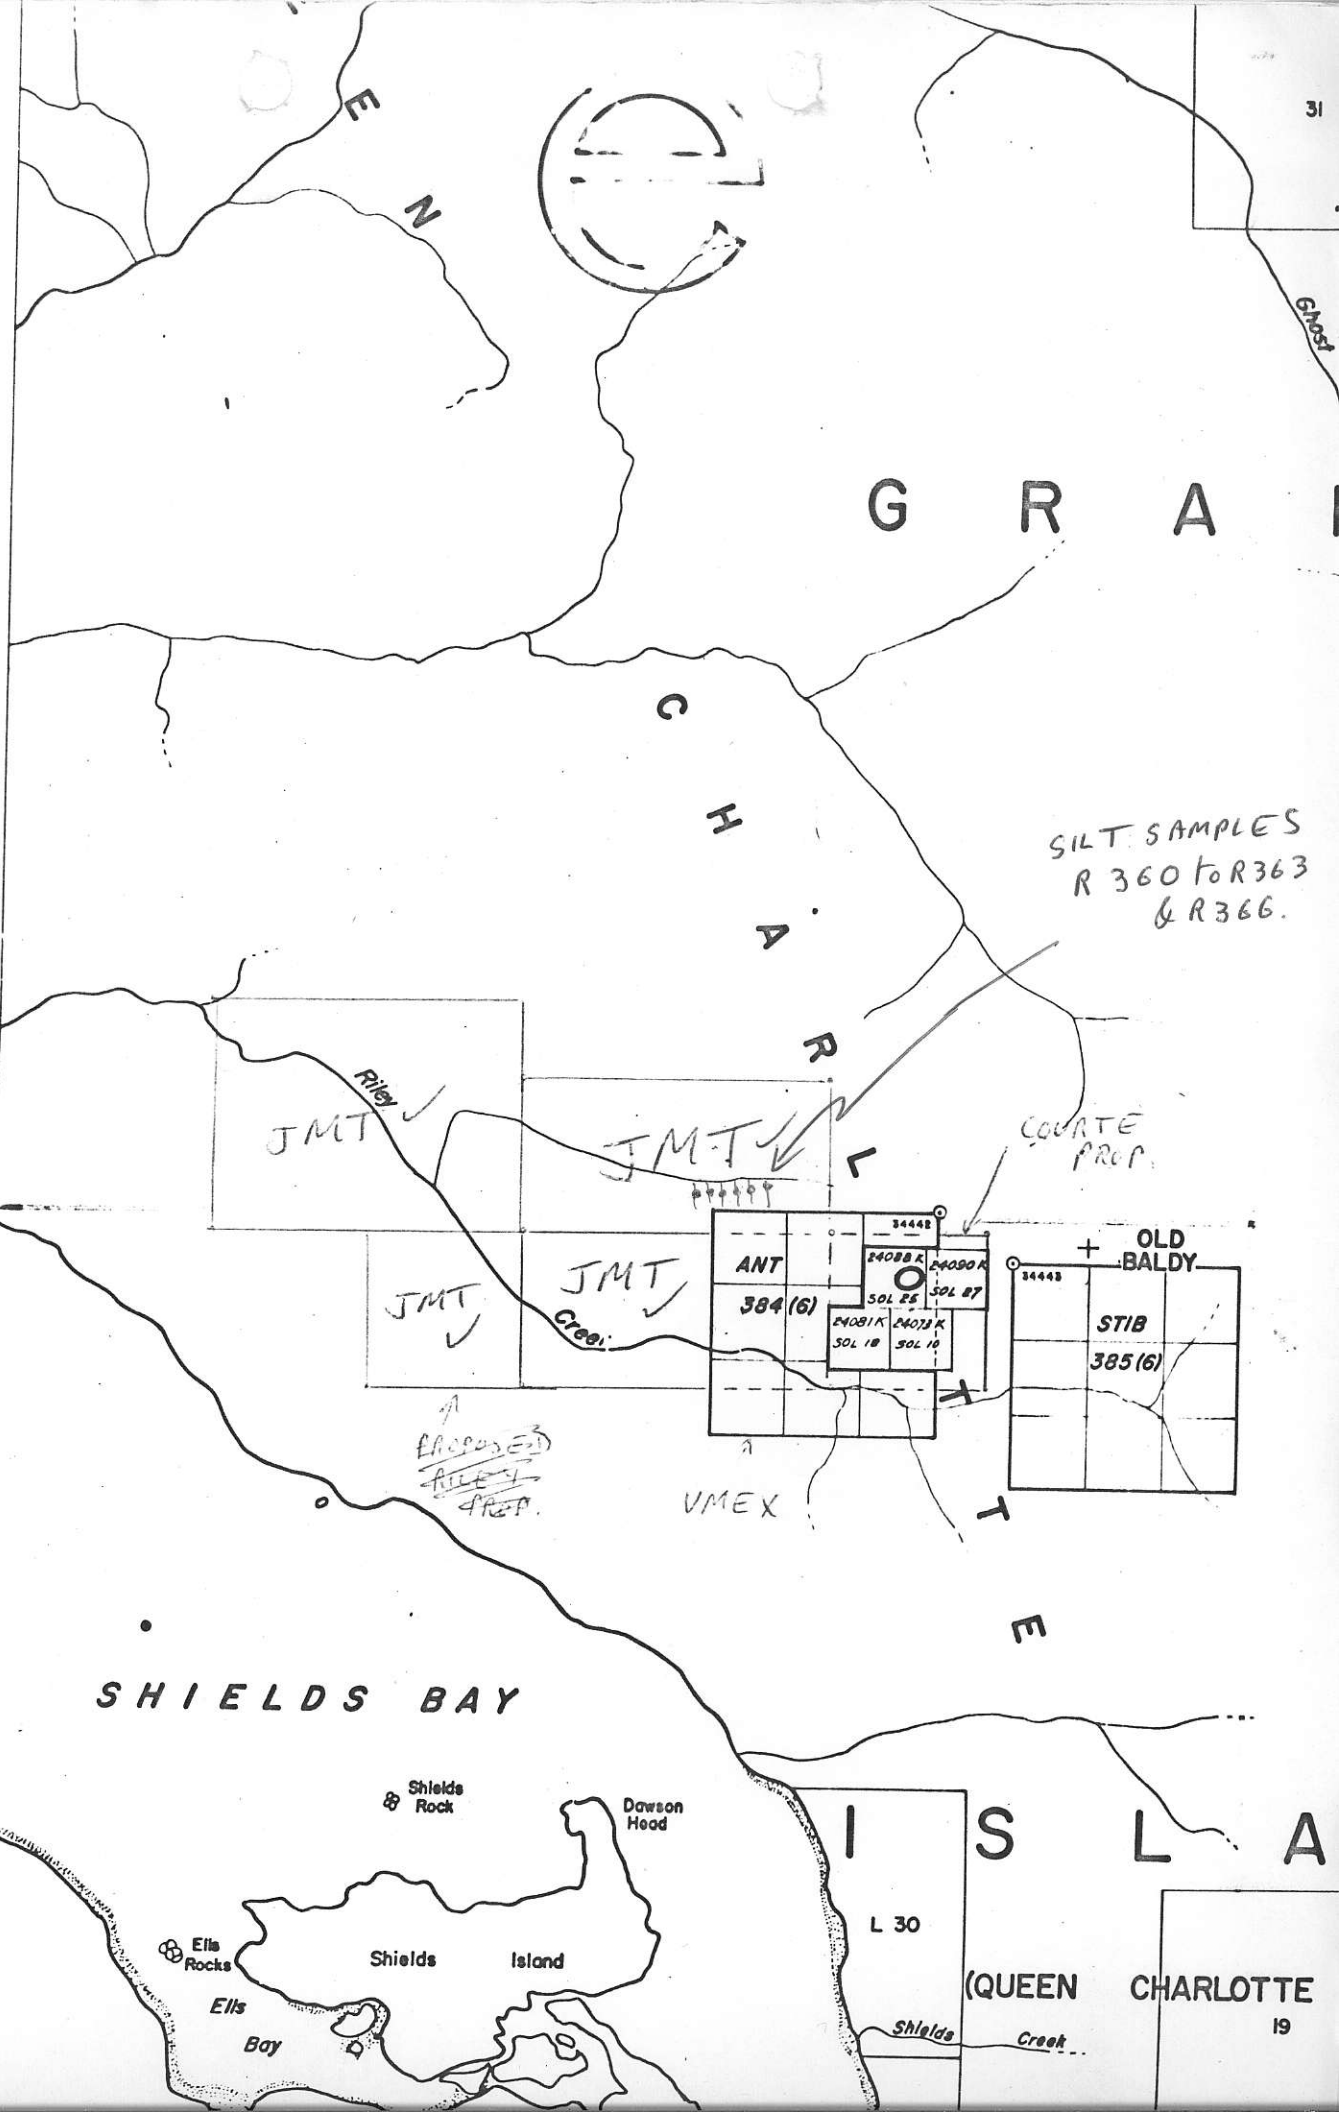 31
E
N
Ghost
G R A
C
H
A
R
L
T
T
E
SILT SAMPLES
R 360 to R363
& R366.
Riley
JMT
JMT
COURTE
PROP.
34442
ANT
384 (6)
24088 K
24090 K
SOL 27
24081 K
SOL 18
24073 K
SOL 10
OLD
BALDY
34443
STIB
385 (6)
JMT
JMT
PROPOSED
RILEY
PROP.
VMEX
SHIELDS BAY
Shields
Rock
Dawson
Head
I S L A
L 30
Ells
Rocks
Shields Island
Ells
Bay
(QUEEN CHARLOTTE
19
Shields Creek